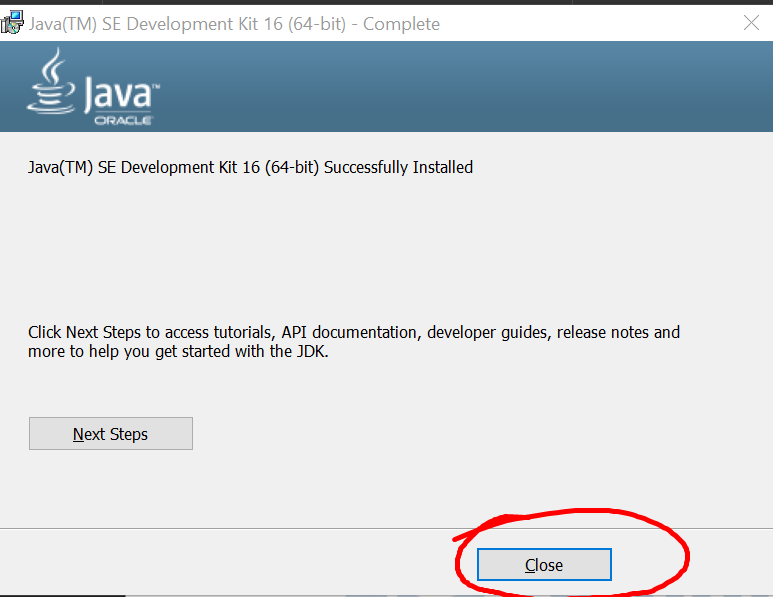 Java(TM) SE Development Kit 16 (64-bit) - Complete
Java™
ORACLE
Java(TM) SE Development Kit 16 (64-bit) Successfully Installed
Click Next Steps to access tutorials, API documentation, developer guides, release notes and
more to help you get started with the JDK.
Next Steps
Close